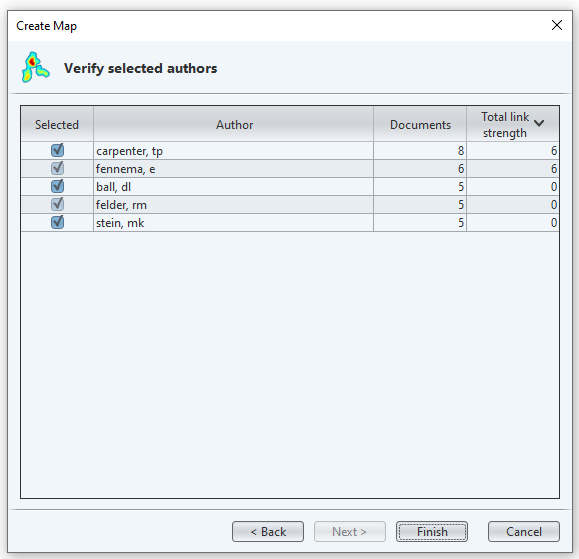 Create Map
Verify selected authors
Selected Author Documents Total link strength
carpenter, tp 8 6
fennema, e 6 6
ball, dl 5 0
felder, rm 5 0
stein, mk 5 0
< Back Next > Finish Cancel